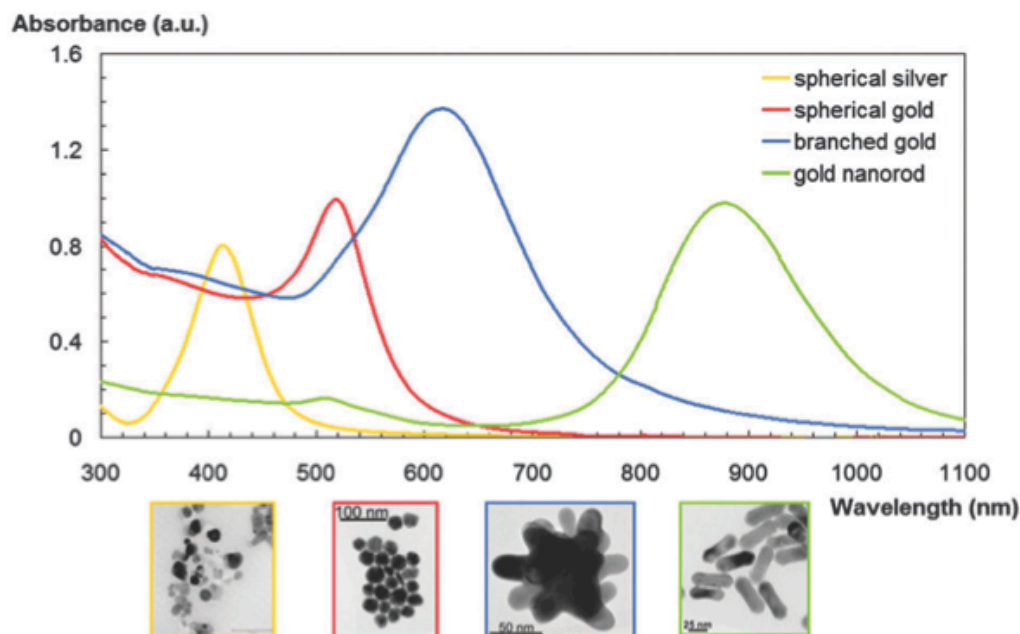 Absorbance (a.u.)
1.6
1.2
0.8
0.4
0
spherical silver
spherical gold
branched gold
gold nanorod
300 400 500 600 700 800 900 1000 1100
Wavelength (nm)
100 nm
50 nm
25 nm